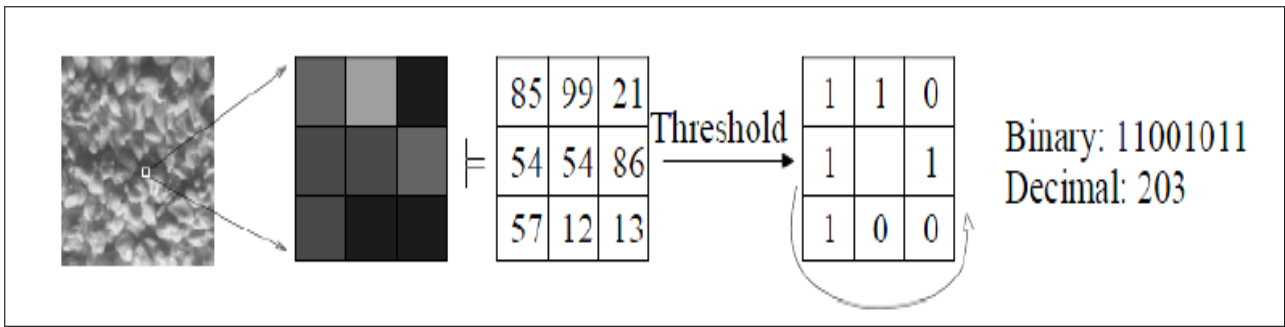 85 99 21
54 54 86
57 12 13
Threshold
1 1 0
1 1
1 0 0
Binary: 11001011
Decimal: 203